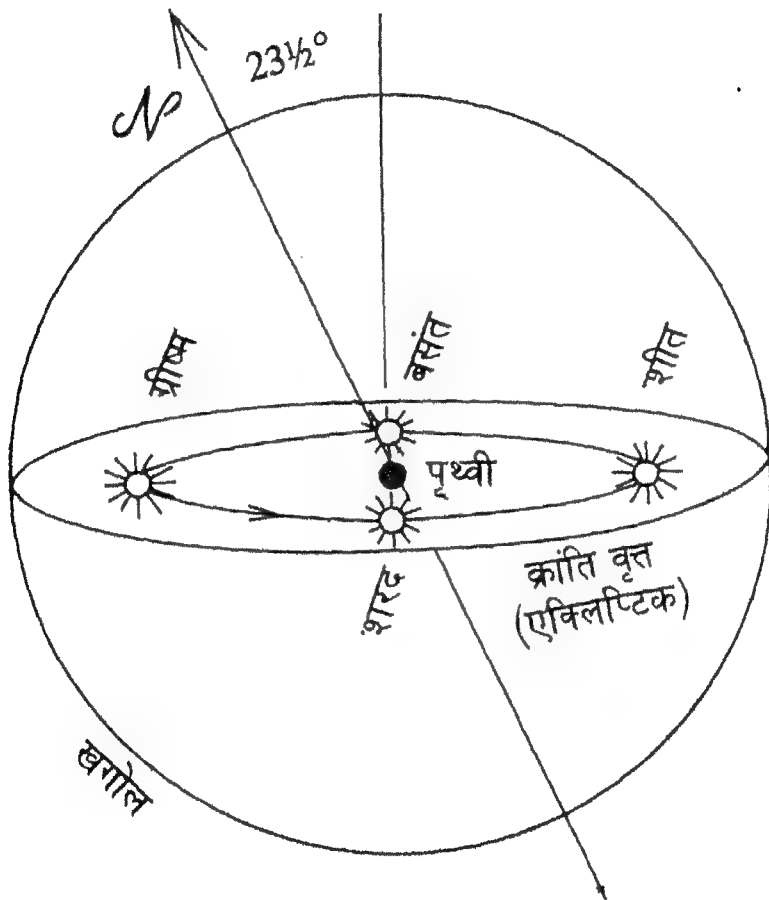 23½°
N
ग्रीष्म
बसंत
शीत
पृथ्वी
शरद
क्रांति वृत्त
(एक्लिप्टिक)
खगोल